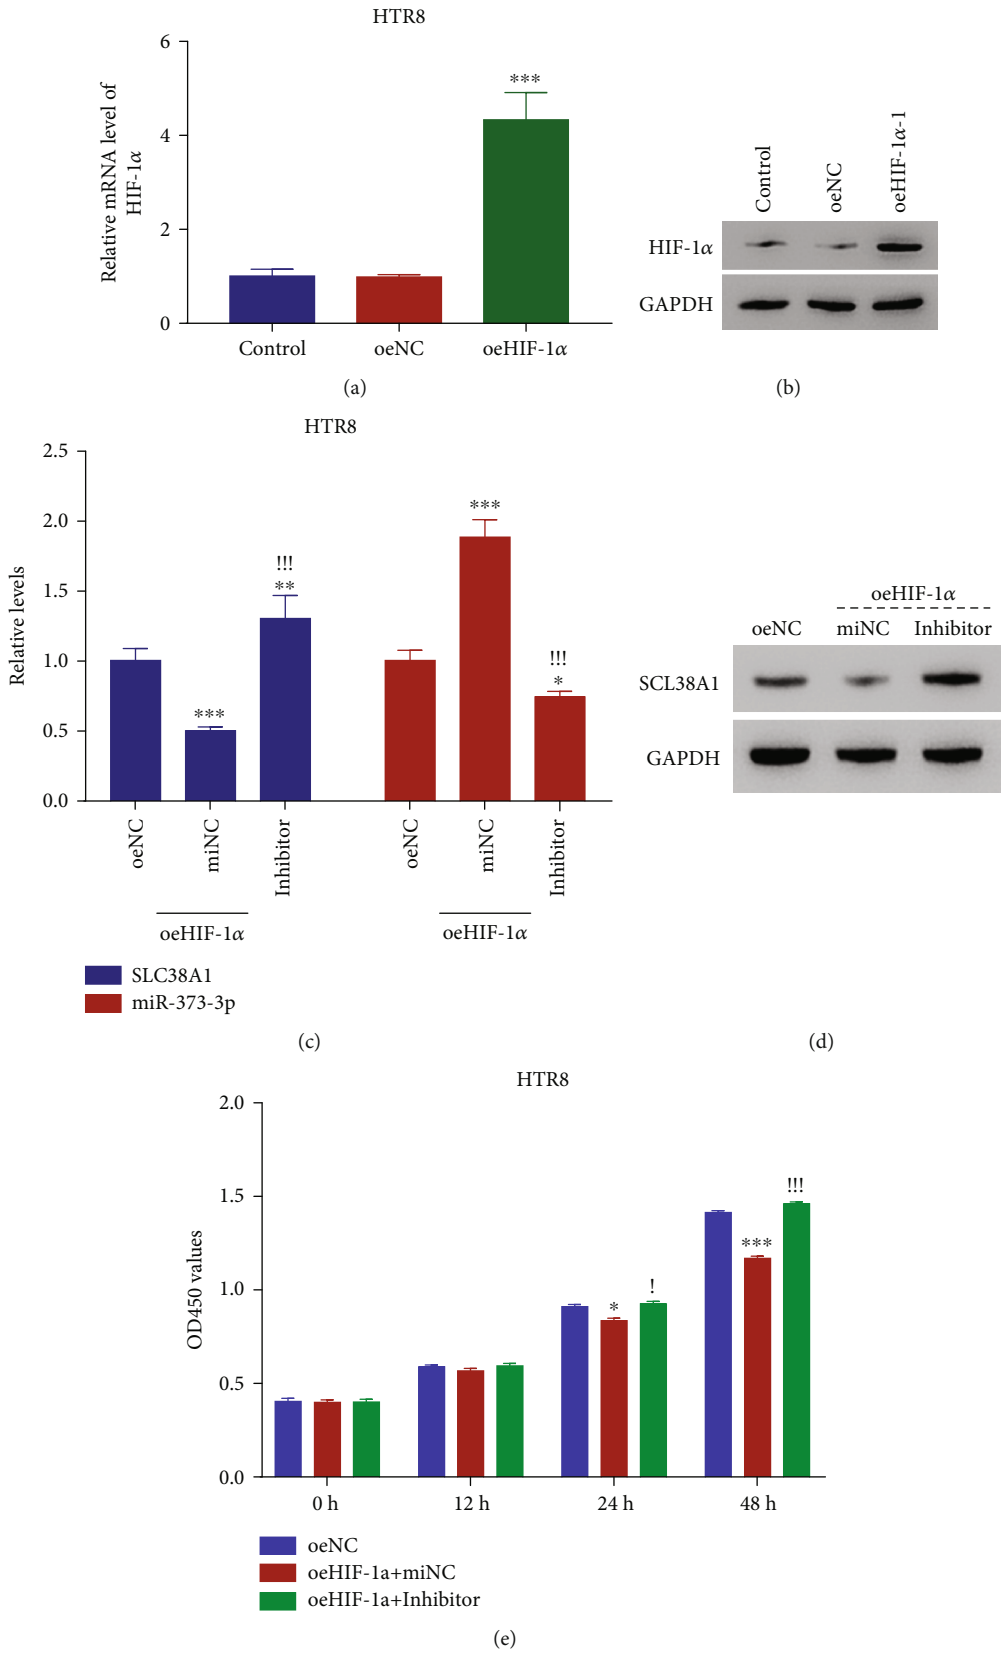 HTR8
Relative mRNA level of
HIF-1α
6
4
2
0
***
Control
oeNC
oeHIF-1α
(a)
Control
oeNC
oeHIF-1α-1
HIF-1α
GAPDH
(b)
HTR8
Relative levels
2.5
2.0
1.5
1.0
0.5
0.0
***
!!!
**
***
!!!
*
oeNC
miNC
Inhibitor
oeNC
miNC
Inhibitor
oeHIF-1α
oeHIF-1α
SLC38A1
miR-373-3p
(c)
oeHIF-1α
oeNC
miNC
Inhibitor
SCL38A1
GAPDH
(d)
HTR8
OD450 values
2.0
1.5
1.0
0.5
0.0
*
!
***
!!!
0 h
12 h
24 h
48 h
oeNC
oeHIF-1a+miNC
oeHIF-1a+Inhibitor
(e)